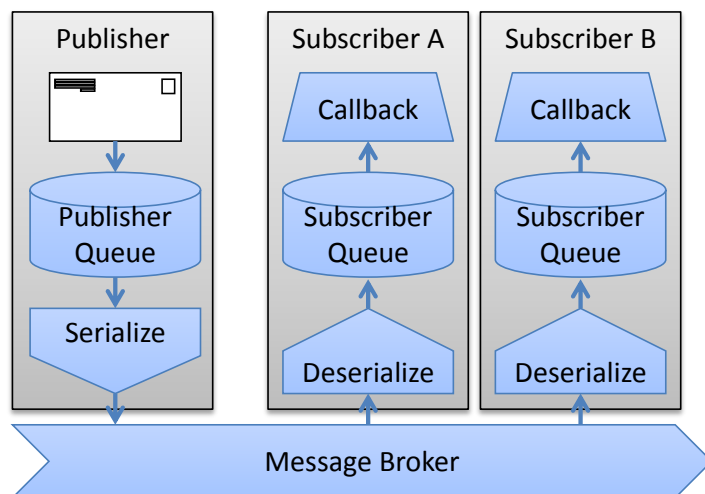 Publisher
Publisher
Queue
Serialize
Subscriber A
Callback
Subscriber
Queue
Deserialize
Subscriber B
Callback
Subscriber
Queue
Deserialize
Message Broker